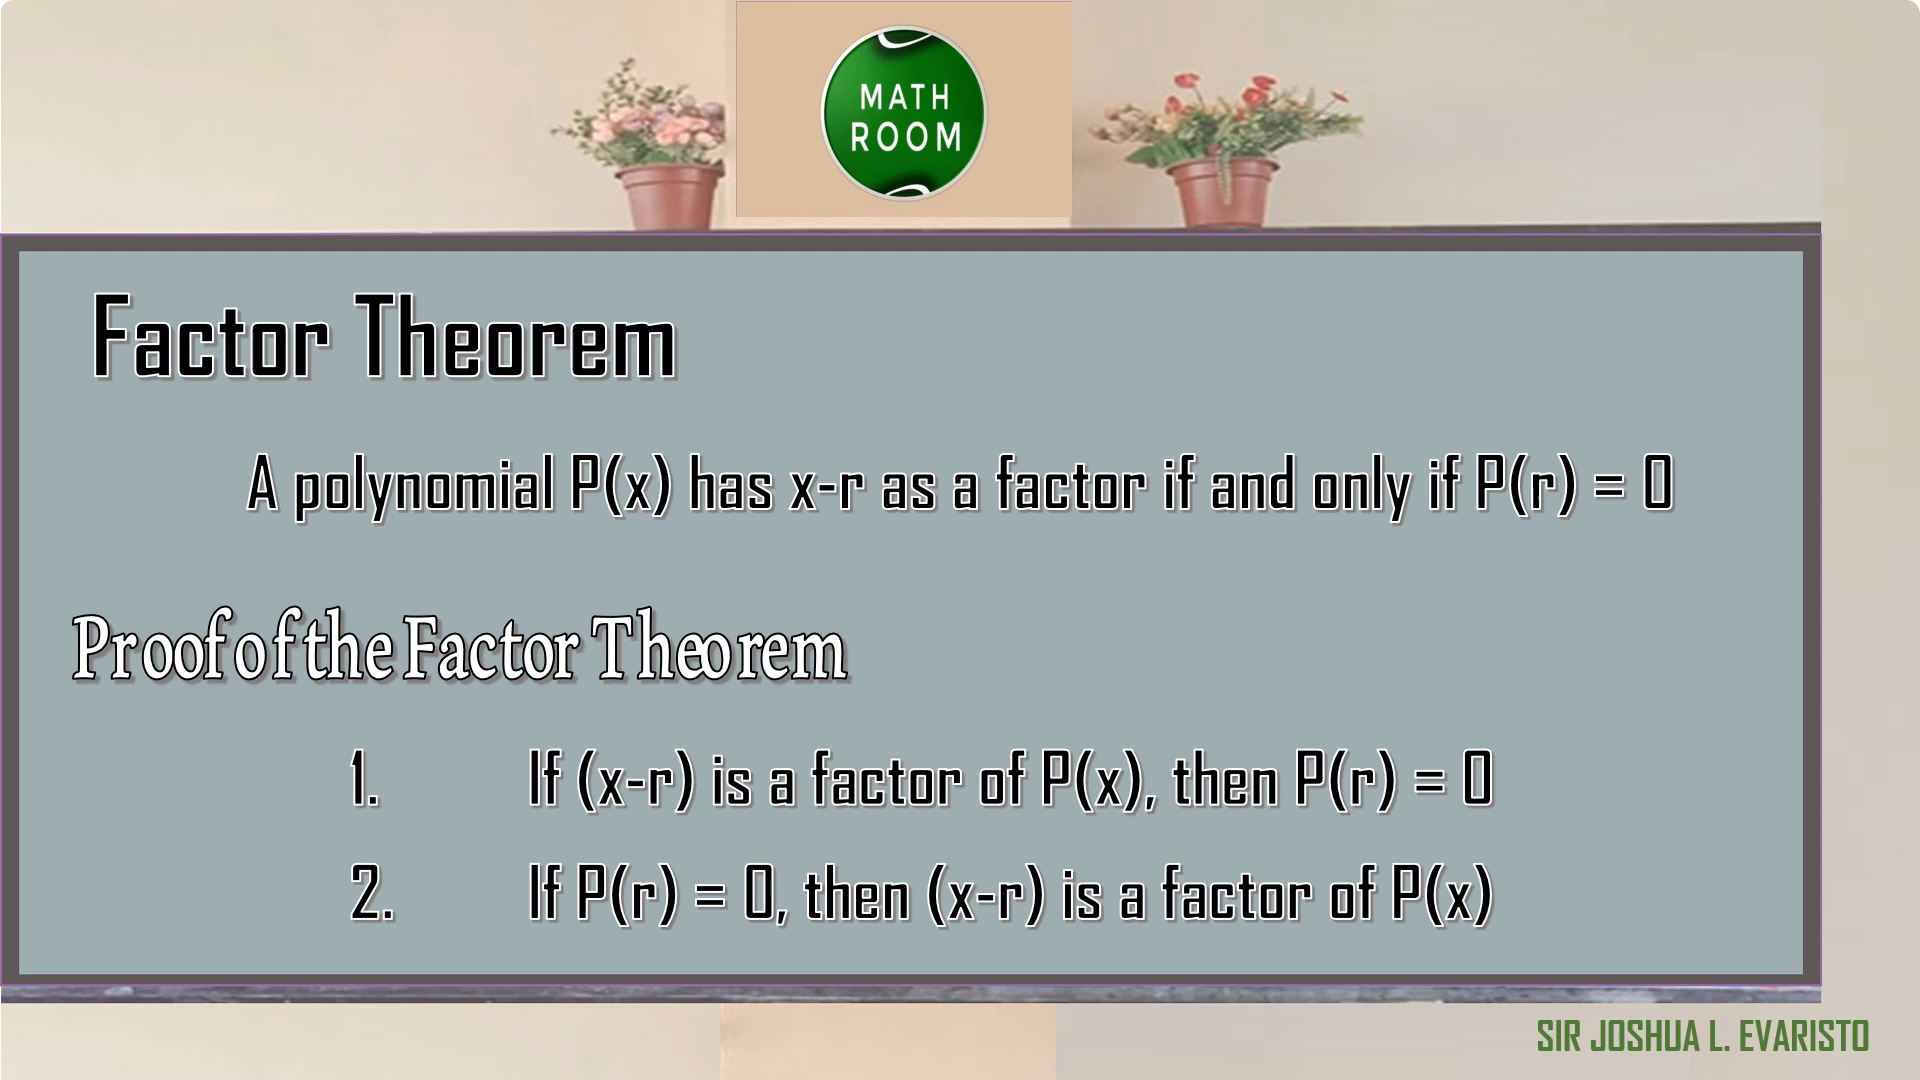 MATH
ROOM
Factor Theorem
A polynomial P(x) has x-r as a factor if and only if P(r) = 0
Proof of the Factor Theorem
1. If (x-r) is a factor of P(x), then P(r) = 0
2. If P(r) = 0, then (x-r) is a factor of P(x)
SIR JOSHUA L. EVARISTO